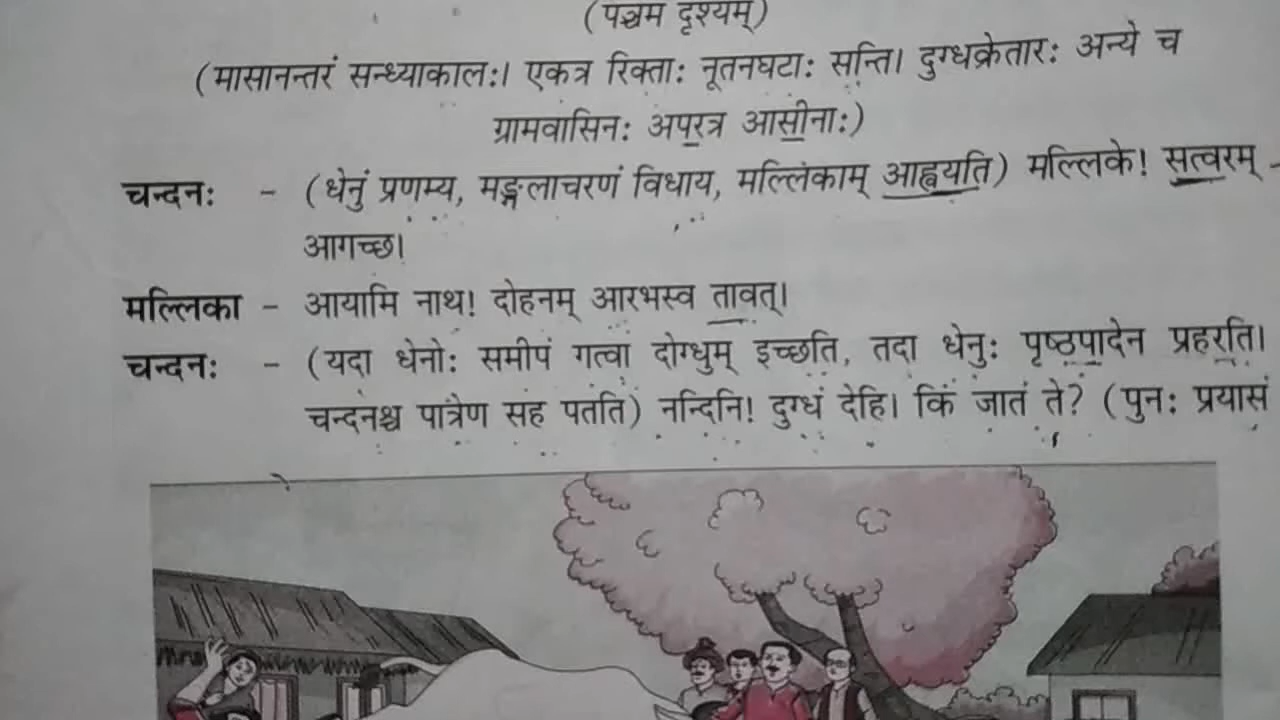 (पञ्चम दृश्यम्)
(मासानन्तरं सन्ध्याकालः। एकत्र रिक्ताः नूतनघटाः सन्ति। दुग्धक्रेतारः अन्ये च
ग्रामवासिनः अपरत्र आसीनाः)
चन्दनः - (धेनुं प्रणम्य, मङ्गलाचरणं विधाय, मल्लिकाम् आह्वयति) मल्लिके! सत्वरम्
आगच्छ।
मल्लिका - आयामि नाथ! दोहनम् आरभस्व तावत्।
चन्दनः - (यदा धेनोः समीपं गत्वा दोग्धुम् इच्छति, तदा धेनुः पृष्ठपादेन प्रहरति।
चन्दनश्च पात्रेण सह पतति) नन्दिनि! दुग्धं देहि। किं जातं ते? (पुनः प्रयासं